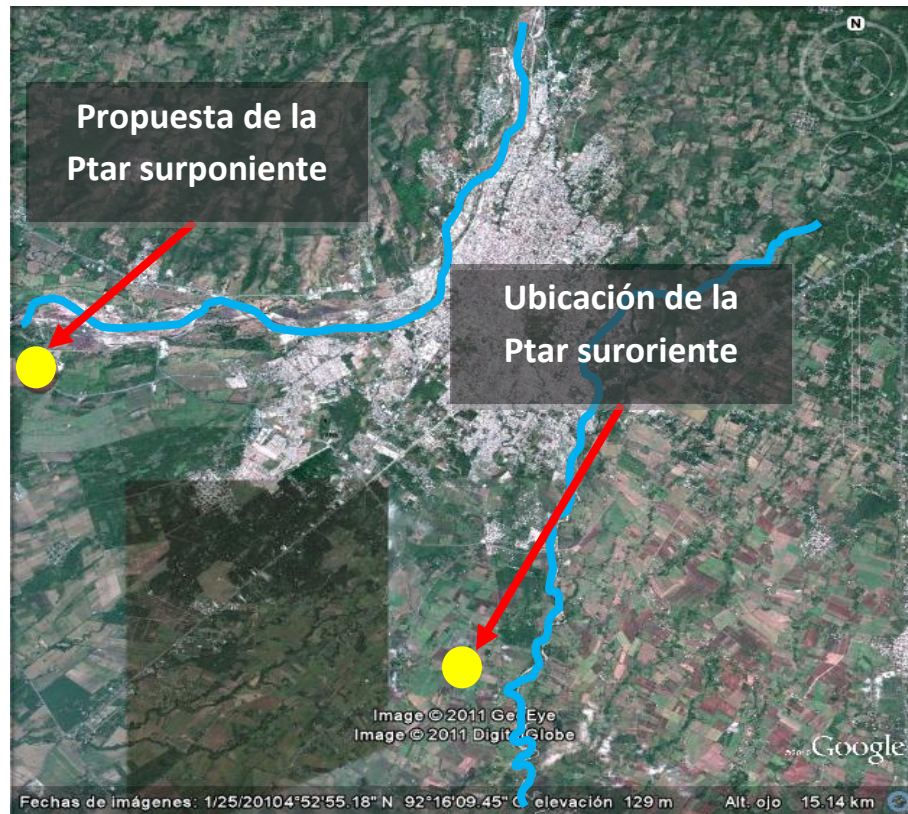 N
Propuesta de la
Ptar surponiente
Ubicación de la
Ptar suroriente
Image © 2011 GeoEye
Image © 2011 DigitalGlobe
Google
Fechas de imágenes: 1/25/20104°52'55.18" N 92°16'09.45" O elevación 129 m Alt. ojo 15.14 km